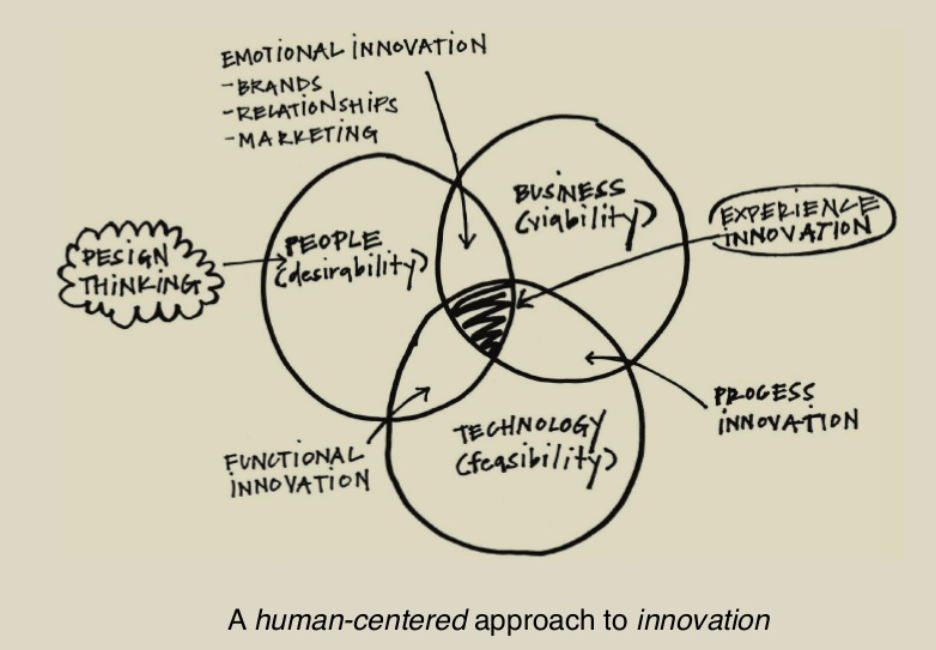 EMOTIONAL INNOVATION
-BRANDS
-RELATIONSHIPS
-MARKETING
BUSINESS
(viability)
EXPERIENCE
INNOVATION
PEOPLE
(desirability)
DESIGN
THINKING
PROCESS
INNOVATION
TECHNOLOGY
(feasibility)
FUNCTIONAL
INNOVATION
A human-centered approach to innovation